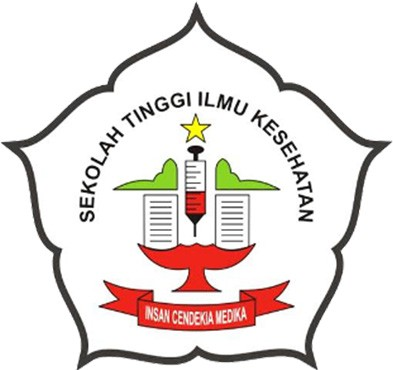 SEKOLAH TINGGI ILMU KESEHATAN
INSAN CENDEKIA MEDIKA